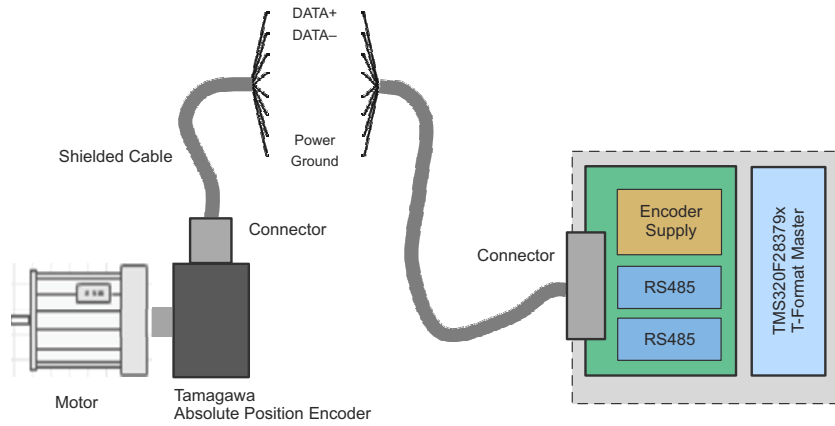 DATA+
DATA–
Power
Ground
Shielded Cable
Connector
Motor
Tamagawa
Absolute Position Encoder
Connector
Encoder
Supply
RS485
RS485
TMS320F28379x
T-Format Master